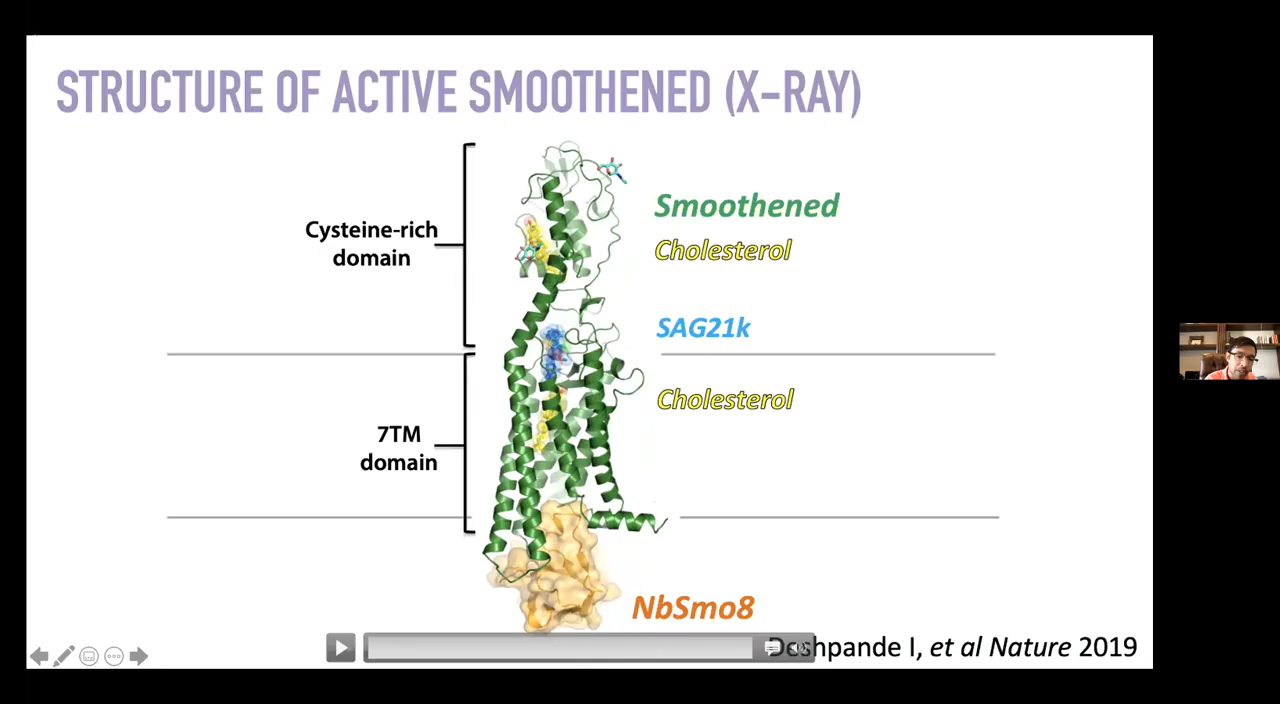 STRUCTURE OF ACTIVE SMOOTHENED (X-RAY)
Cysteine-rich
domain
Smoothened
Cholesterol
SAG21k
Cholesterol
7TM
domain
NbSmo8
Deshpande I, et al Nature 2019